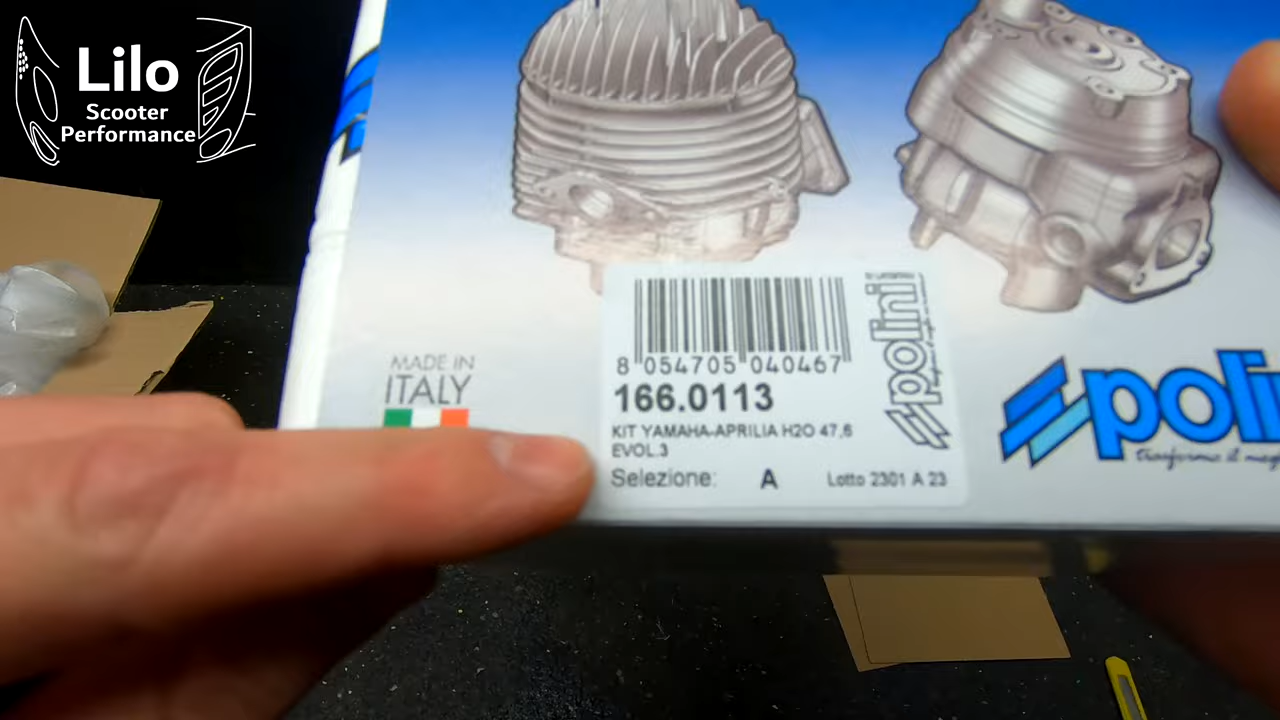 Lilo
Scooter
Performance
MADE IN
ITALY
8 054705 040467
166.0113
KIT YAMAHA-APRILIA H2O 47,6
EVOL.3
Selezione: A
Lotto 2301 A 23
polini
polini